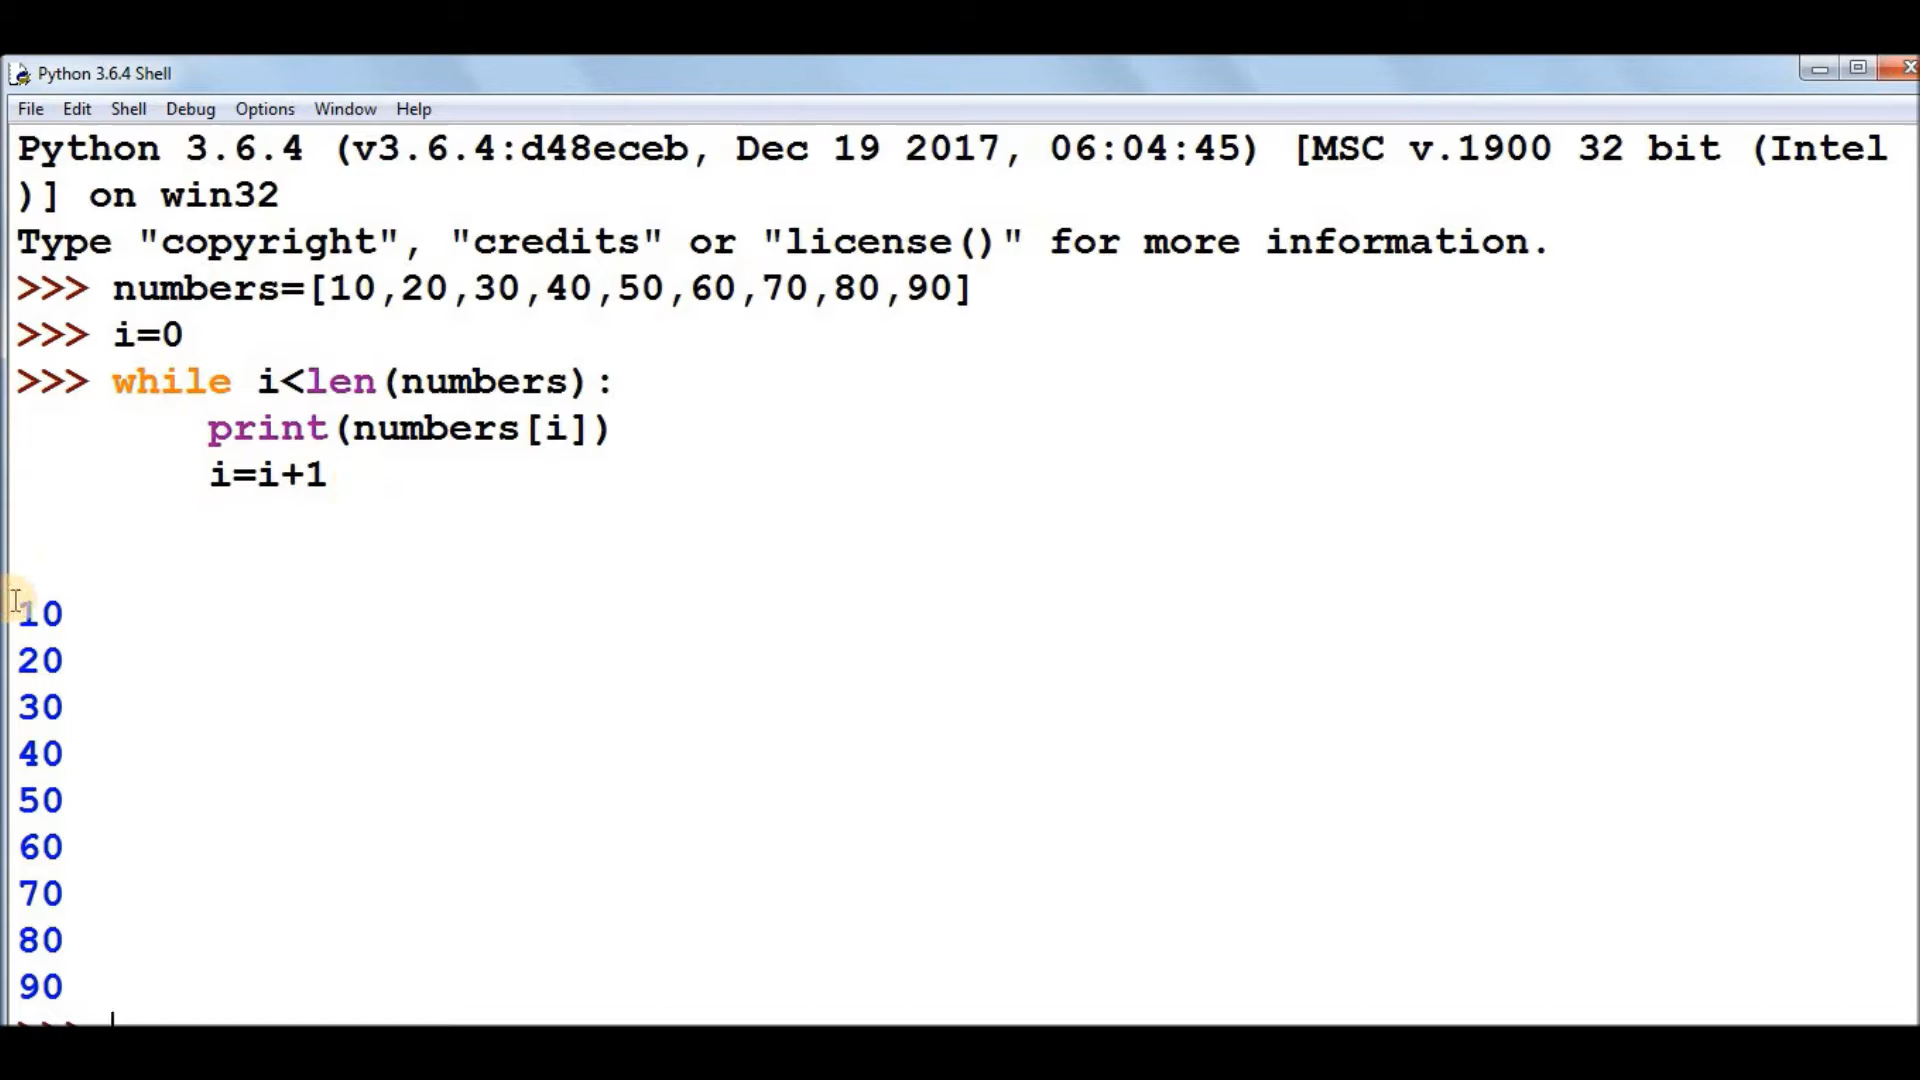 Python 3.6.4 Shell
File Edit Shell Debug Options Window Help
Python 3.6.4 (v3.6.4:d48eceb, Dec 19 2017, 06:04:45) [MSC v.1900 32 bit (Intel
)] on win32
Type "copyright", "credits" or "license()" for more information.
>>> numbers=[10,20,30,40,50,60,70,80,90]
>>> i=0
>>> while i<len(numbers):
        print(numbers[i])
        i=i+1
10
20
30
40
50
60
70
80
90
>>>